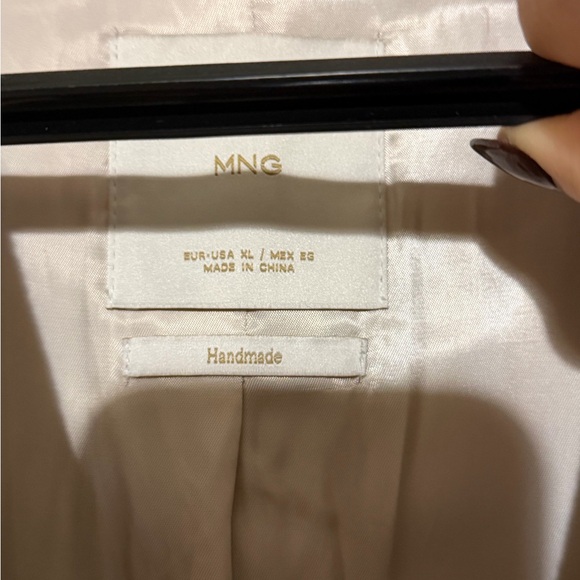 MNG
EUR-USA XL / MEX EG
MADE IN CHINA
Handmade